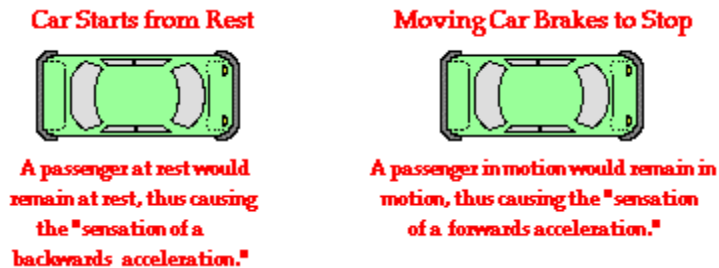 Car Starts from Rest
A passenger at rest would
remain at rest, thus causing
the "sensation of a
backwards acceleration."
Moving Car Brakes to Stop
A passenger in motion would remain in
motion, thus causing the "sensation
of a forwards acceleration."